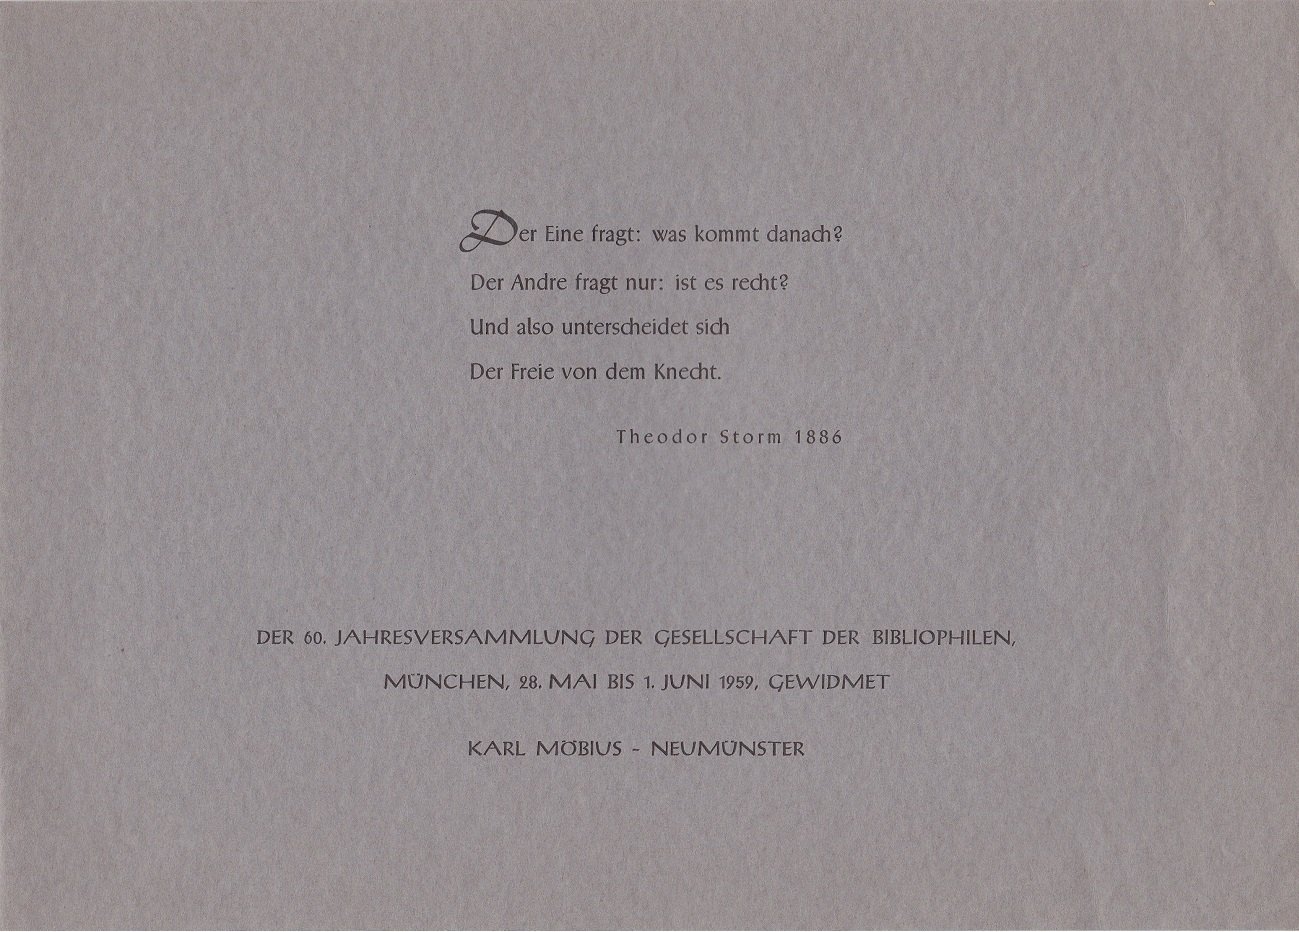 Der Eine fragt: was kommt danach?
Der Andre fragt nur: ist es recht?
Und also unterscheidet sich
Der Freie von dem Knecht.
Theodor Storm 1886
DER 60. JAHRESVERSAMMLUNG DER GESELLSCHAFT DER BIBLIOPHILEN,
MÜNCHEN, 28. MAI BIS 1. JUNI 1959, GEWIDMET
KARL MÖBIUS - NEUMÜNSTER